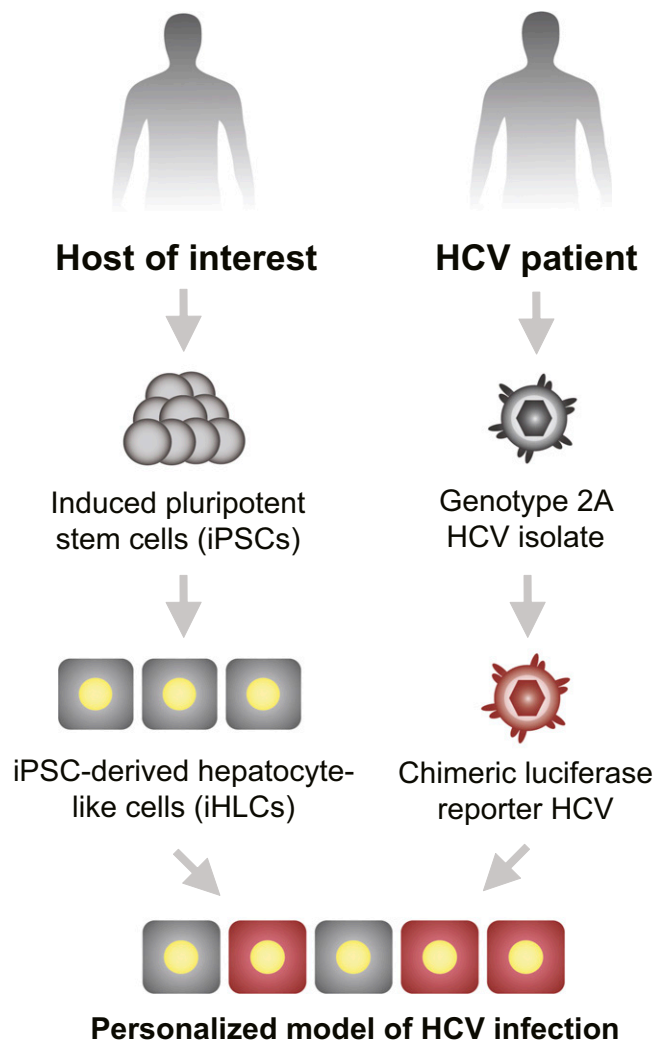 Host of interest
HCV patient
Induced pluripotent
stem cells (iPSCs)
Genotype 2A
HCV isolate
iPSC-derived hepatocyte-
like cells (iHLCs)
Chimeric luciferase
reporter HCV
Personalized model of HCV infection